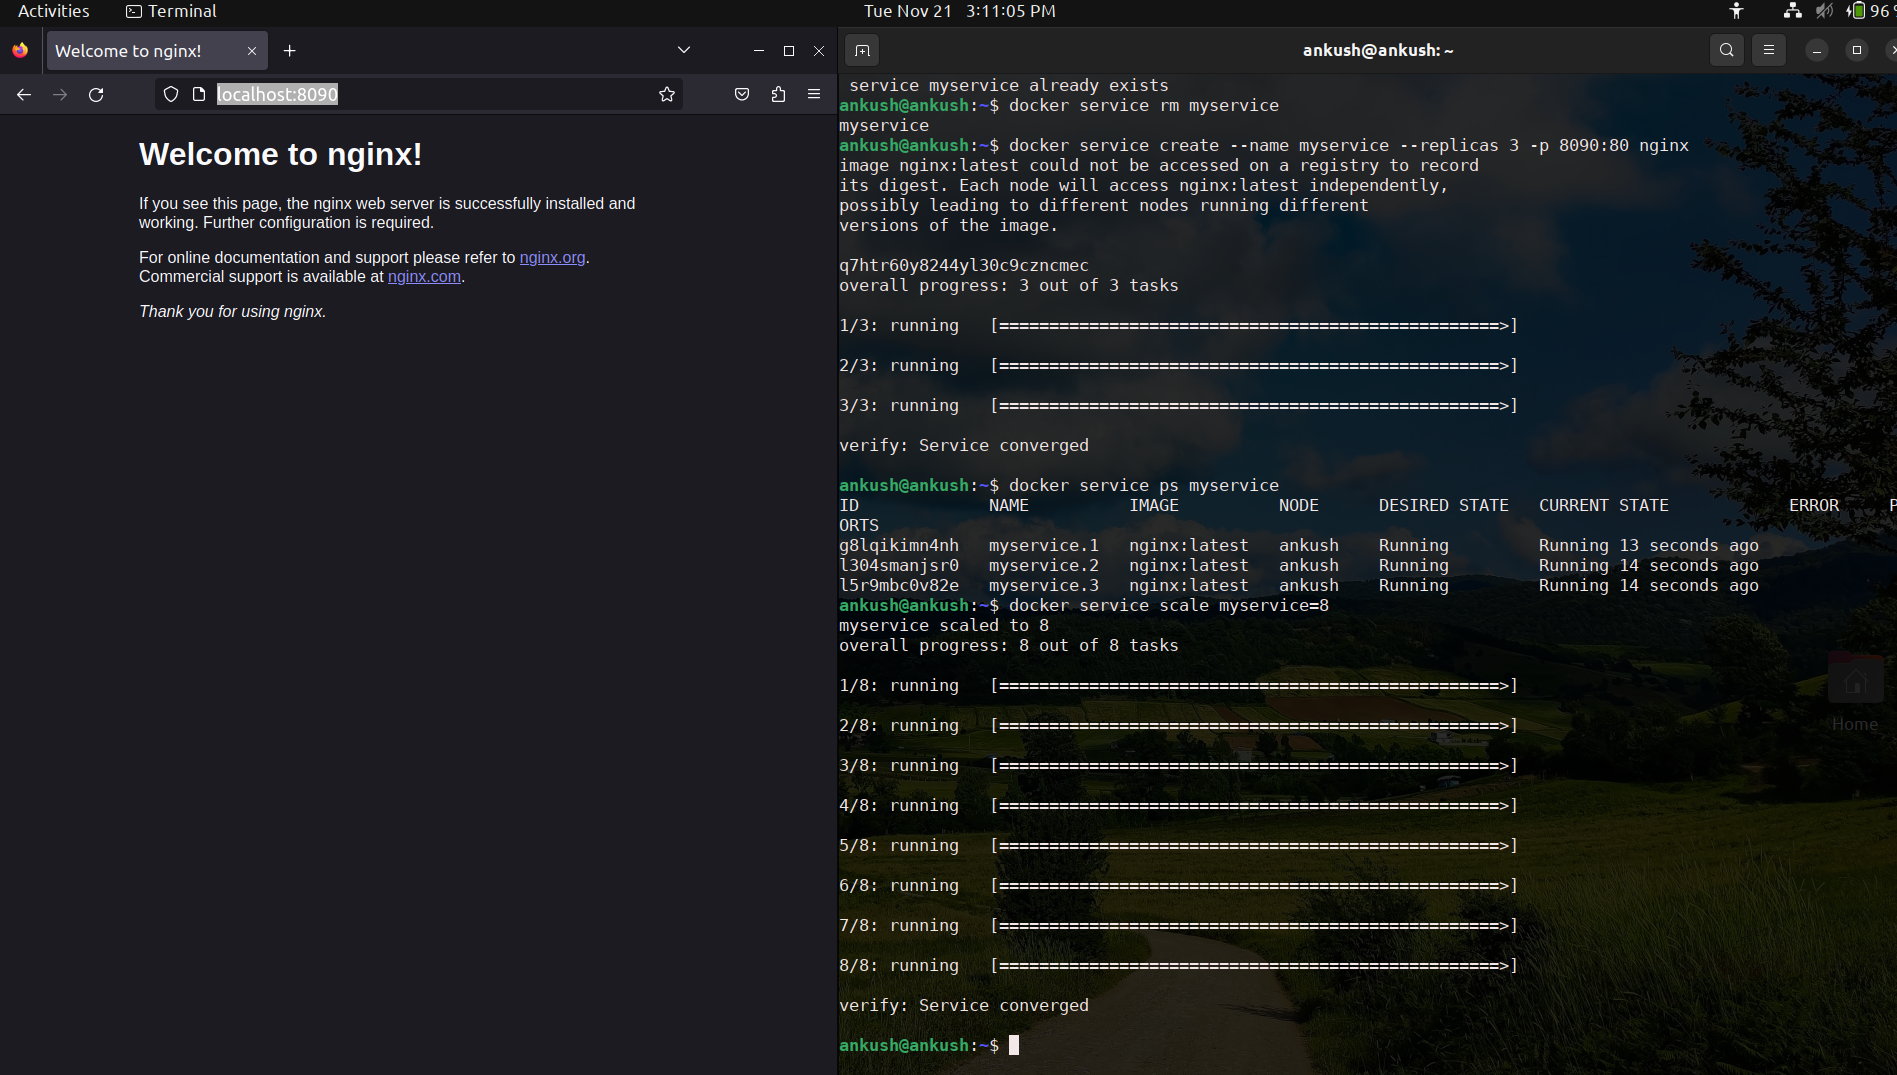 Activities
Terminal
Tue Nov 21 3:11:05 PM
96
Welcome to nginx!
localhost:8090
Welcome to nginx!
If you see this page, the nginx web server is successfully installed and
working. Further configuration is required.
For online documentation and support please refer to nginx.org.
Commercial support is available at nginx.com.
Thank you for using nginx.
ankush@ankush: ~
service myservice already exists
ankush@ankush:~$ docker service rm myservice
myservice
ankush@ankush:~$ docker service create --name myservice --replicas 3 -p 8090:80 nginx
image nginx:latest could not be accessed on a registry to record
its digest. Each node will access nginx:latest independently,
possibly leading to different nodes running different
versions of the image.
q7htr60y8244yl30c9czncmec
overall progress: 3 out of 3 tasks
1/3: running   [==================================================>]
2/3: running   [==================================================>]
3/3: running   [==================================================>]
verify: Service converged
ankush@ankush:~$ docker service ps myservice
ID             NAME          IMAGE          NODE      DESIRED STATE   CURRENT STATE            ERROR     P
ORTS
g8lqikimn4nh   myservice.1   nginx:latest   ankush    Running         Running 13 seconds ago
l304smanjsr0   myservice.2   nginx:latest   ankush    Running         Running 14 seconds ago
l5r9mbc0v82e   myservice.3   nginx:latest   ankush    Running         Running 14 seconds ago
ankush@ankush:~$ docker service scale myservice=8
myservice scaled to 8
overall progress: 8 out of 8 tasks
1/8: running   [==================================================>]
2/8: running   [==================================================>]
3/8: running   [==================================================>]
4/8: running   [==================================================>]
5/8: running   [==================================================>]
6/8: running   [==================================================>]
7/8: running   [==================================================>]
8/8: running   [==================================================>]
verify: Service converged
ankush@ankush:~$
Home